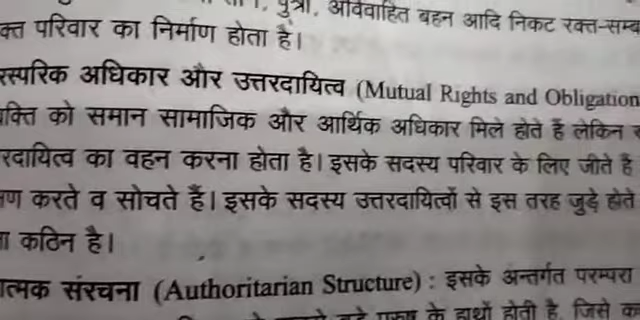 पुत्री, अविवाहित बहन आदि निकट रक्त-सम्ब
क्त परिवार का निर्माण होता है।
रस्परिक अधिकार और उत्तरदायित्व (Mutual Rights and Obligation
क्ति को समान सामाजिक और आर्थिक अधिकार मिले होते हैं लेकिन
रदायित्व का वहन करना होता है। इसके सदस्य परिवार के लिए जीते हैं
करते व सोचते हैं। इसके सदस्य उत्तरदायित्वों से इस तरह जुड़े होते
कठिन है।
त्मक संरचना (Authoritarian Structure) : इसके अन्तर्गत परम्परा
पुरुष के हाथों होती है, जिसे